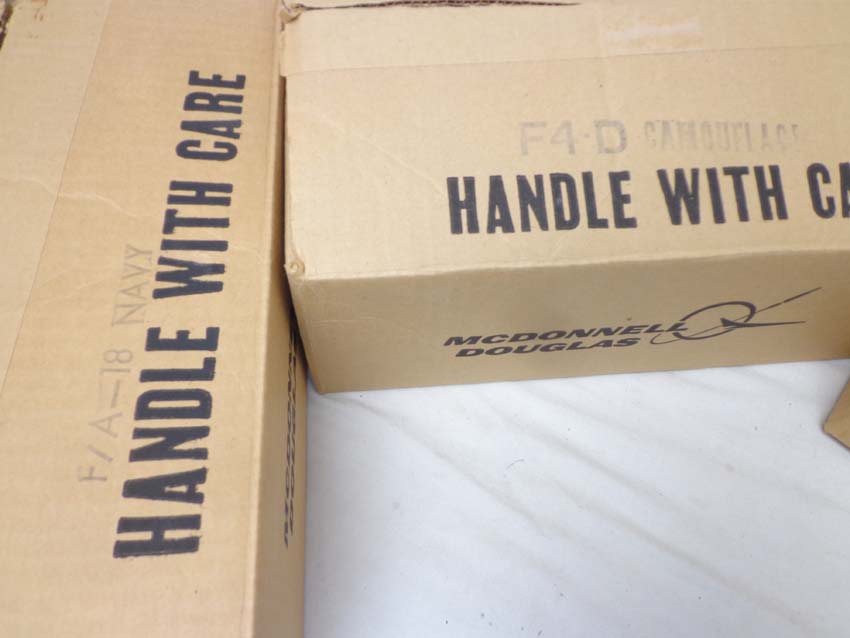 F/A-18 NAVY
HANDLE WITH CARE
F4-D CAMOUFLAGE
HANDLE WITH CA
MCDONNELL
DOUGLAS